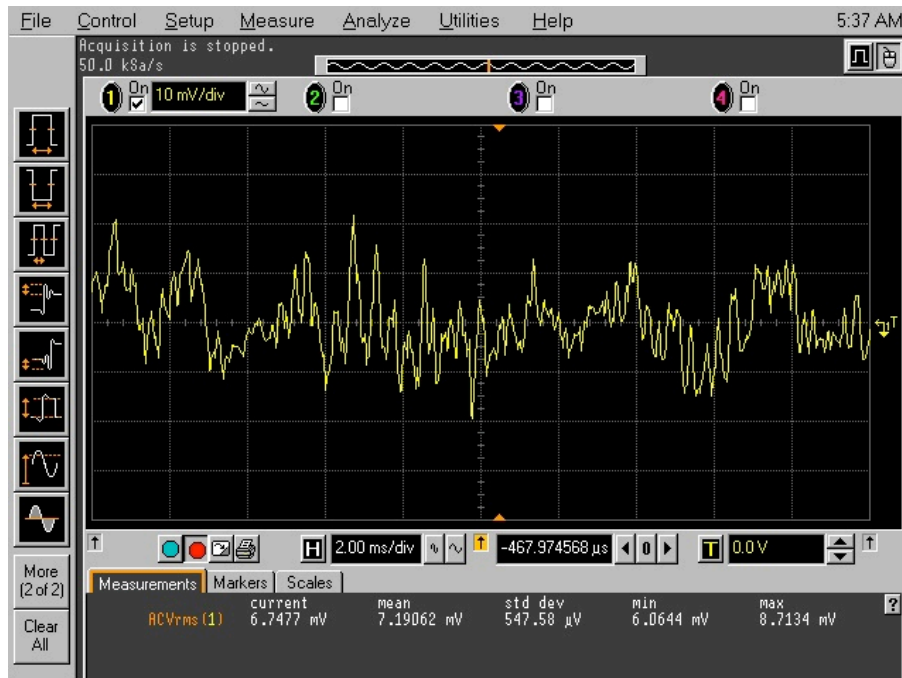 File Control Setup Measure Analyze Utilities Help 5:37 AM
Acquisition is stopped.
50.0 kSa/s
1 On 10 mV/div 2 On 3 On 4 On
T
H 2.00 ms/div -467.974568 µs 0 T 0.0 V
More
(2 of 2)
Clear
All
Measurements Markers Scales
current mean std dev min max ?
ACVrms(1) 6.7477 mV 7.19062 mV 547.58 µV 6.0644 mV 8.7134 mV